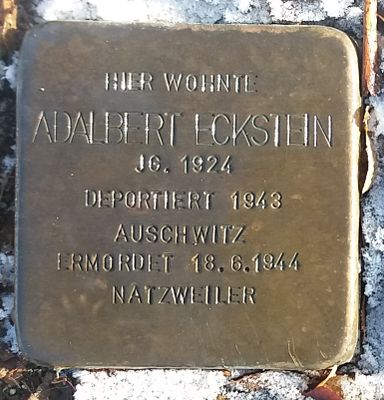 HIER WOHNTE
ADALBERT ECKSTEIN
JG. 1924
DEPORTIERT 1943
AUSCHWITZ
ERMORDET 18.6.1944
NATZWEILER